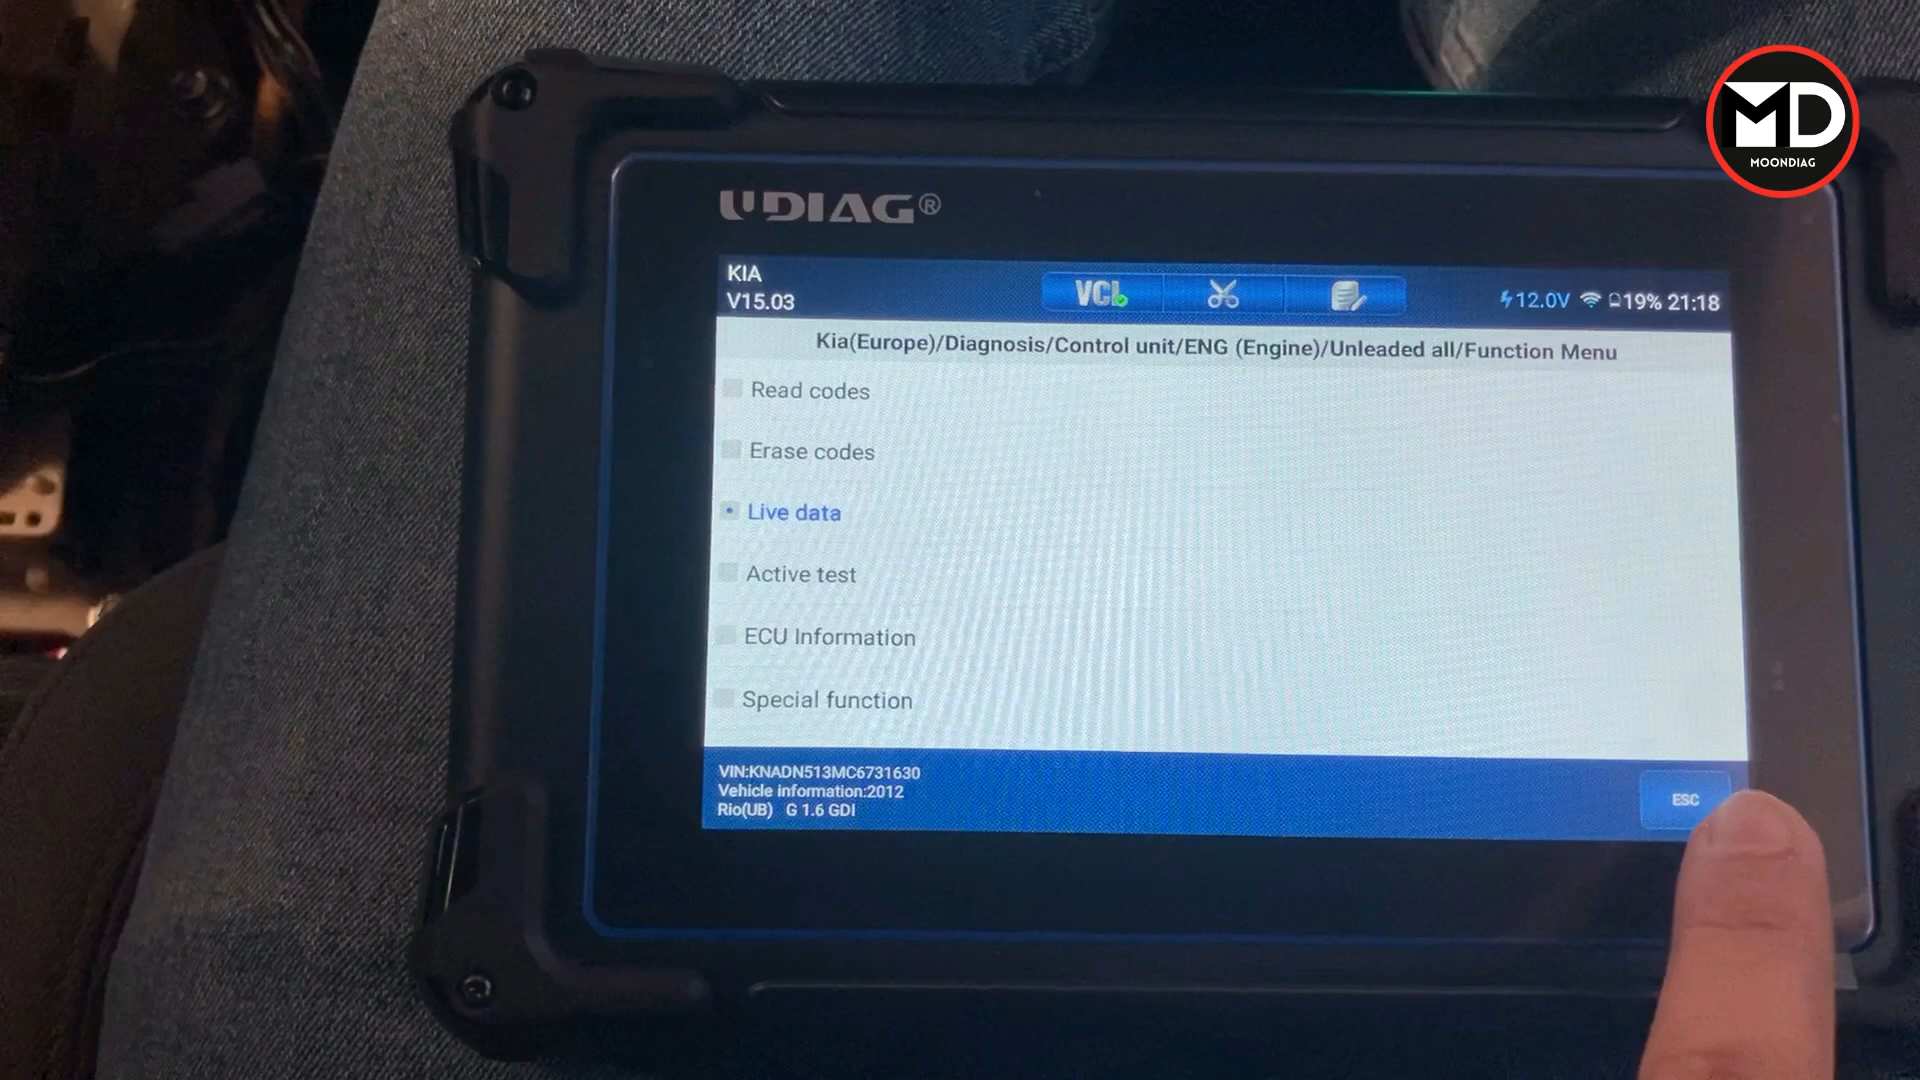 MD
MOONDIAG
UDIAG®
KIA
V15.03
VCI
12.0V 19% 21:18
Kia(Europe)/Diagnosis/Control unit/ENG (Engine)/Unleaded all/Function Menu
Read codes
Erase codes
Live data
Active test
ECU Information
Special function
VIN:KNADN513MC6731630
Vehicle information:2012
Rio(UB) G 1.6 GDI
ESC